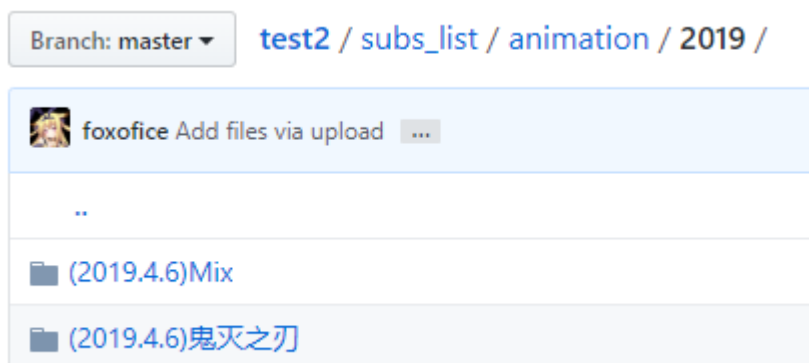 Branch: master test2 / subs_list / animation / 2019 /
foxofice Add files via upload ...
..
(2019.4.6)Mix
(2019.4.6)鬼灭之刃